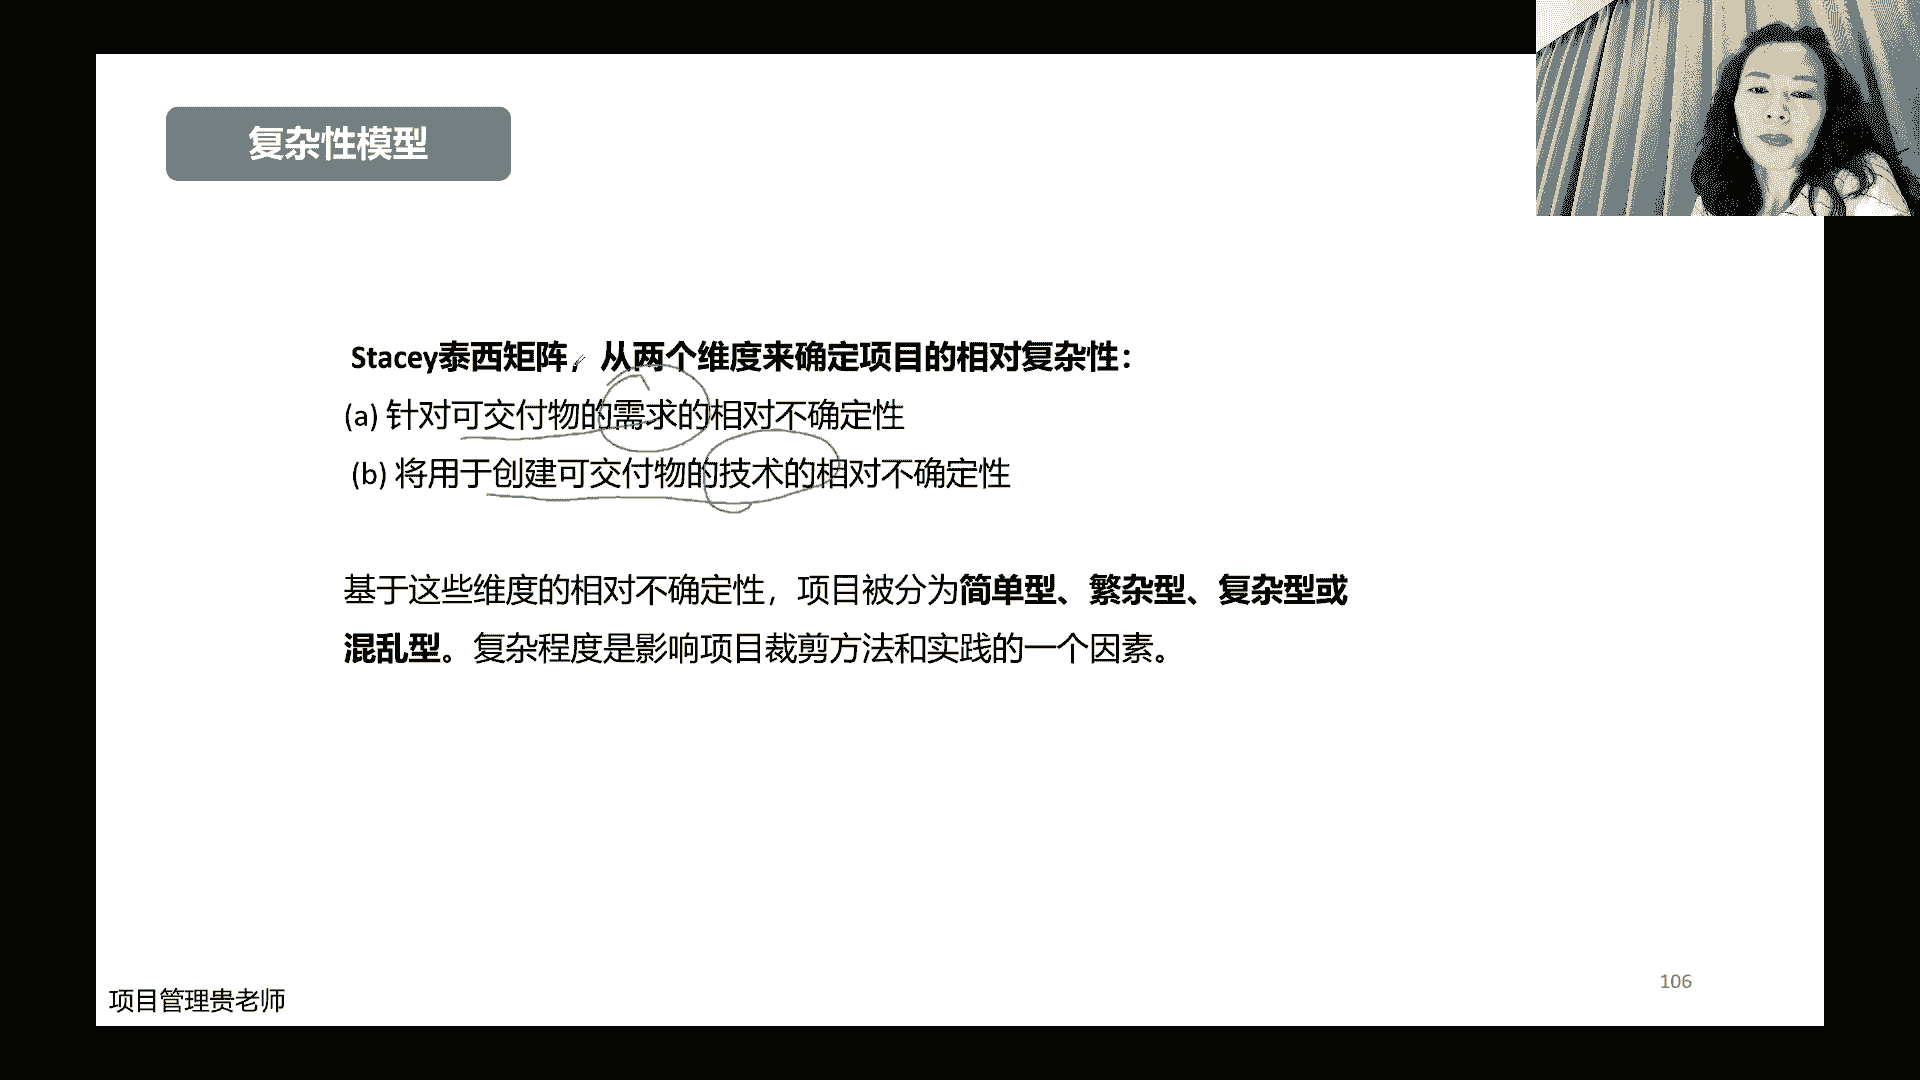 复杂性模型
Stacey泰西矩阵，从两个维度来确定项目的相对复杂性：
(a) 针对可交付物的需求的相对不确定性
(b) 将用于创建可交付物的技术的相对不确定性
基于这些维度的相对不确定性，项目被分为简单型、繁杂型、复杂型或
混乱型。复杂程度是影响项目裁剪方法和实践的一个因素。
106
项目管理贵老师